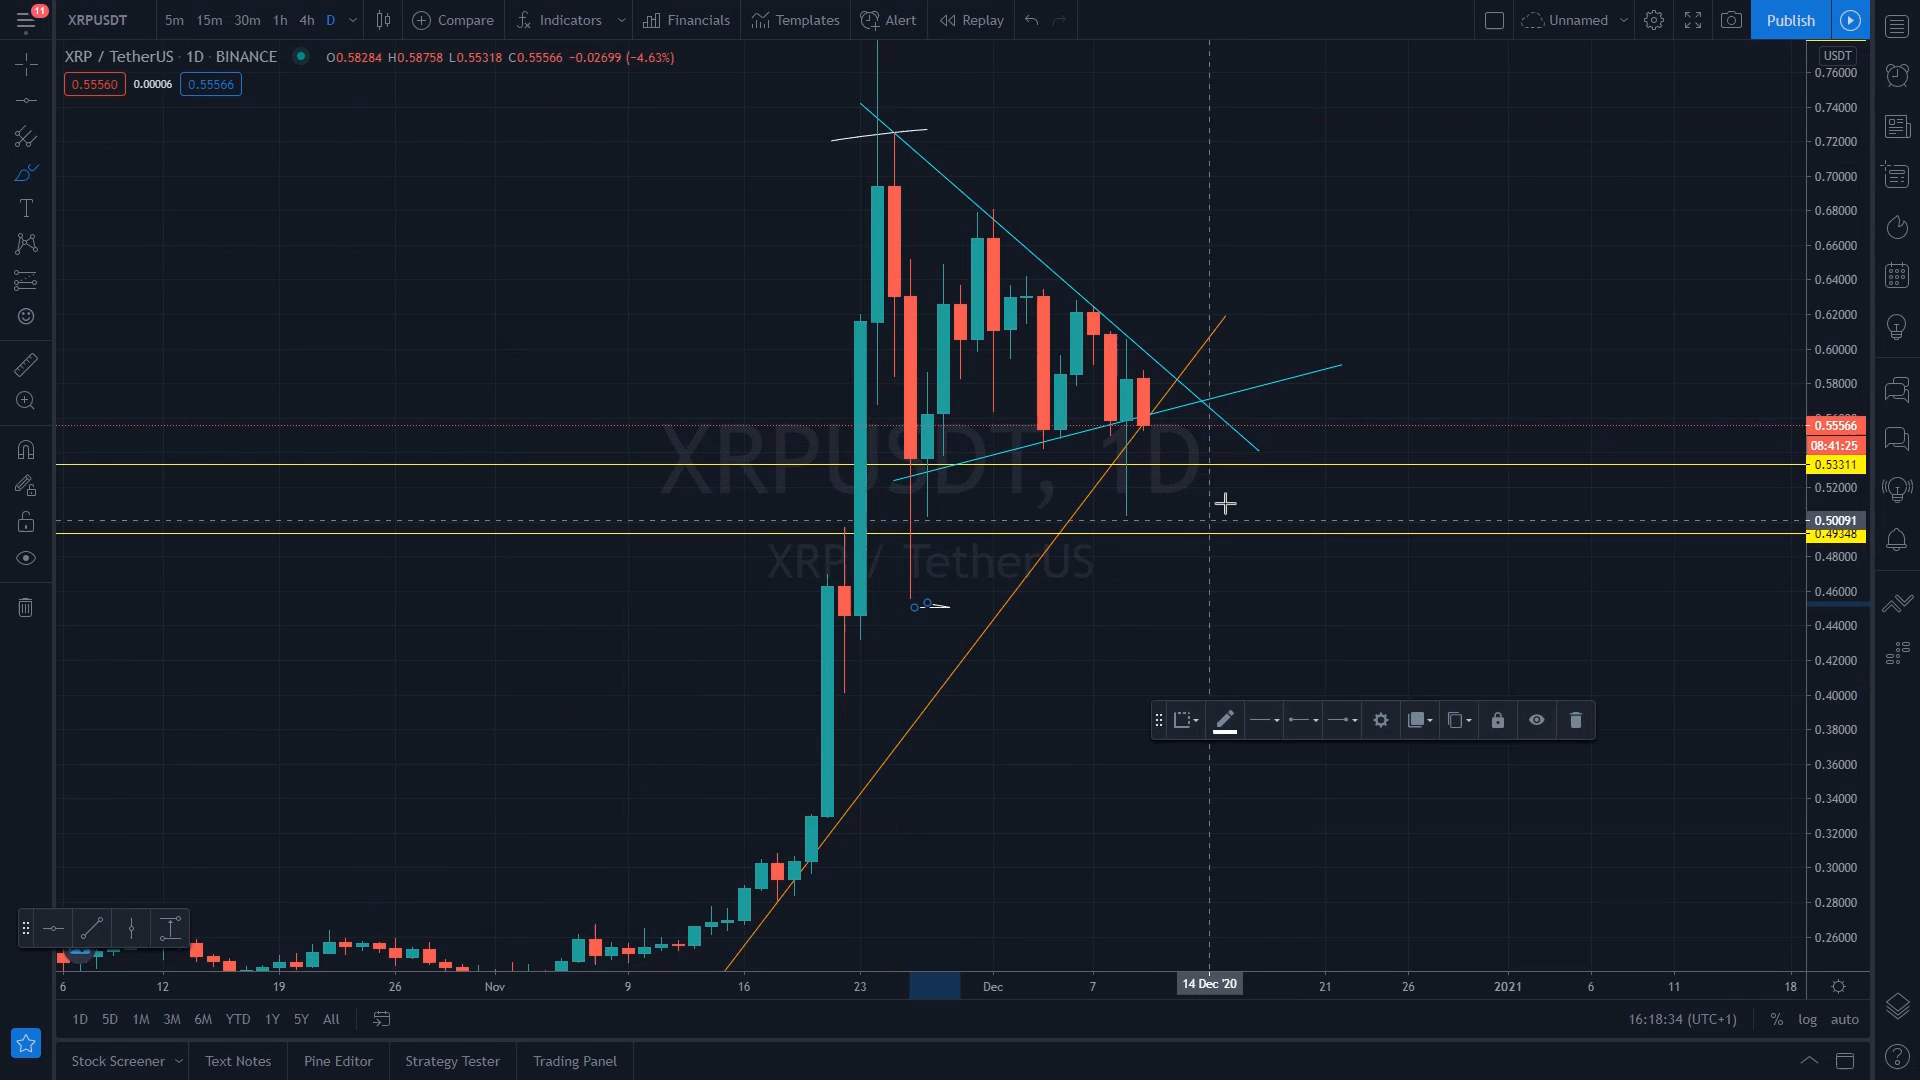 11
XRPUSDT
5m 15m 30m 1h 4h D
Compare
Indicators
Financials
Templates
Alert
Replay
Unnamed
Publish
XRP / TetherUS · 1D · BINANCE
O0.58284 H0.58758 L0.55318 C0.55566 −0.02699 (−4.63%)
0.55560 0.00006 0.55566
USDT
0.76000
0.74000
0.72000
0.70000
0.68000
0.66000
0.64000
0.62000
0.60000
0.58000
0.55566
08:41:25
0.53311
0.52000
0.50091
0.49348
0.48000
0.46000
0.44000
0.42000
0.40000
0.38000
0.36000
0.34000
0.32000
0.30000
0.28000
0.26000
XRPUSDT, 1D
XRP / TetherUS
6 12 19 26 Nov 9 16 23 Dec 7 14 Dec '20 21 26 2021 6 11 18
1D 5D 1M 3M 6M YTD 1Y 5Y All
16:18:34 (UTC+1) % log auto
Stock Screener Text Notes Pine Editor Strategy Tester Trading Panel